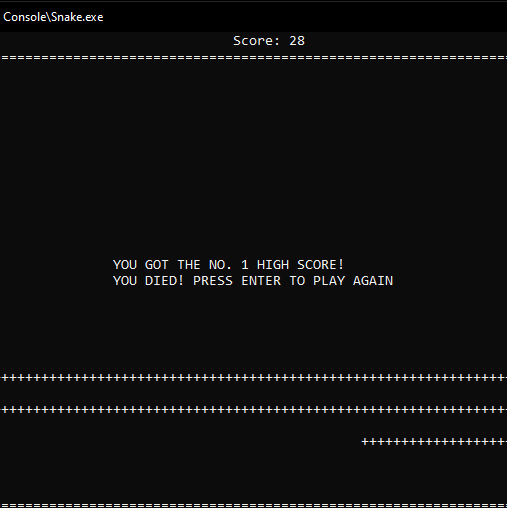 Console\Snake.exe
Score: 28
================================================================
YOU GOT THE NO. 1 HIGH SCORE!
YOU DIED! PRESS ENTER TO PLAY AGAIN
++++++++++++++++++++++++++++++++++++++++++++++++++++++++++++++++
++++++++++++++++++++++++++++++++++++++++++++++++++++++++++++++++
+++++++++++++++++++
================================================================